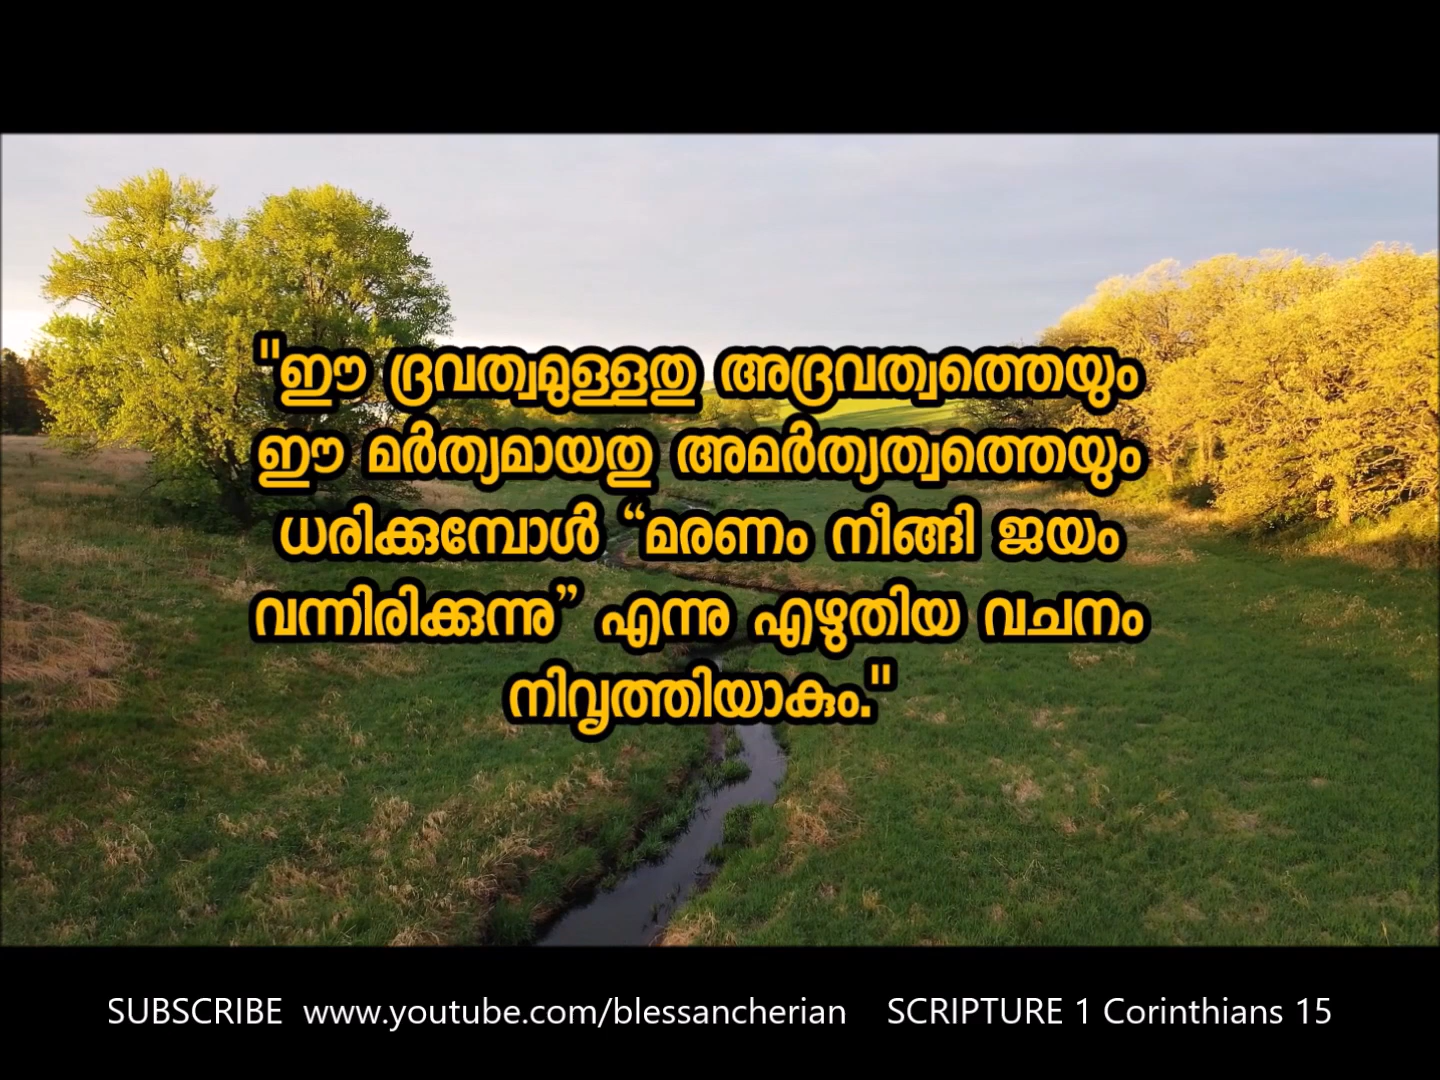 "ഈ ദ്രവത്വമുള്ളതു അദ്രവത്വത്തെയും
ഈ മർത്യമായതു അമർത്യത്വത്തെയും
ധരിക്കുമ്പോൾ “മരണം നീങ്ങി ജയം
വന്നിരിക്കുന്നു” എന്നു എഴുതിയ വചനം
നിവൃത്തിയാകും."
SUBSCRIBE www.youtube.com/blessancherian SCRIPTURE 1 Corinthians 15